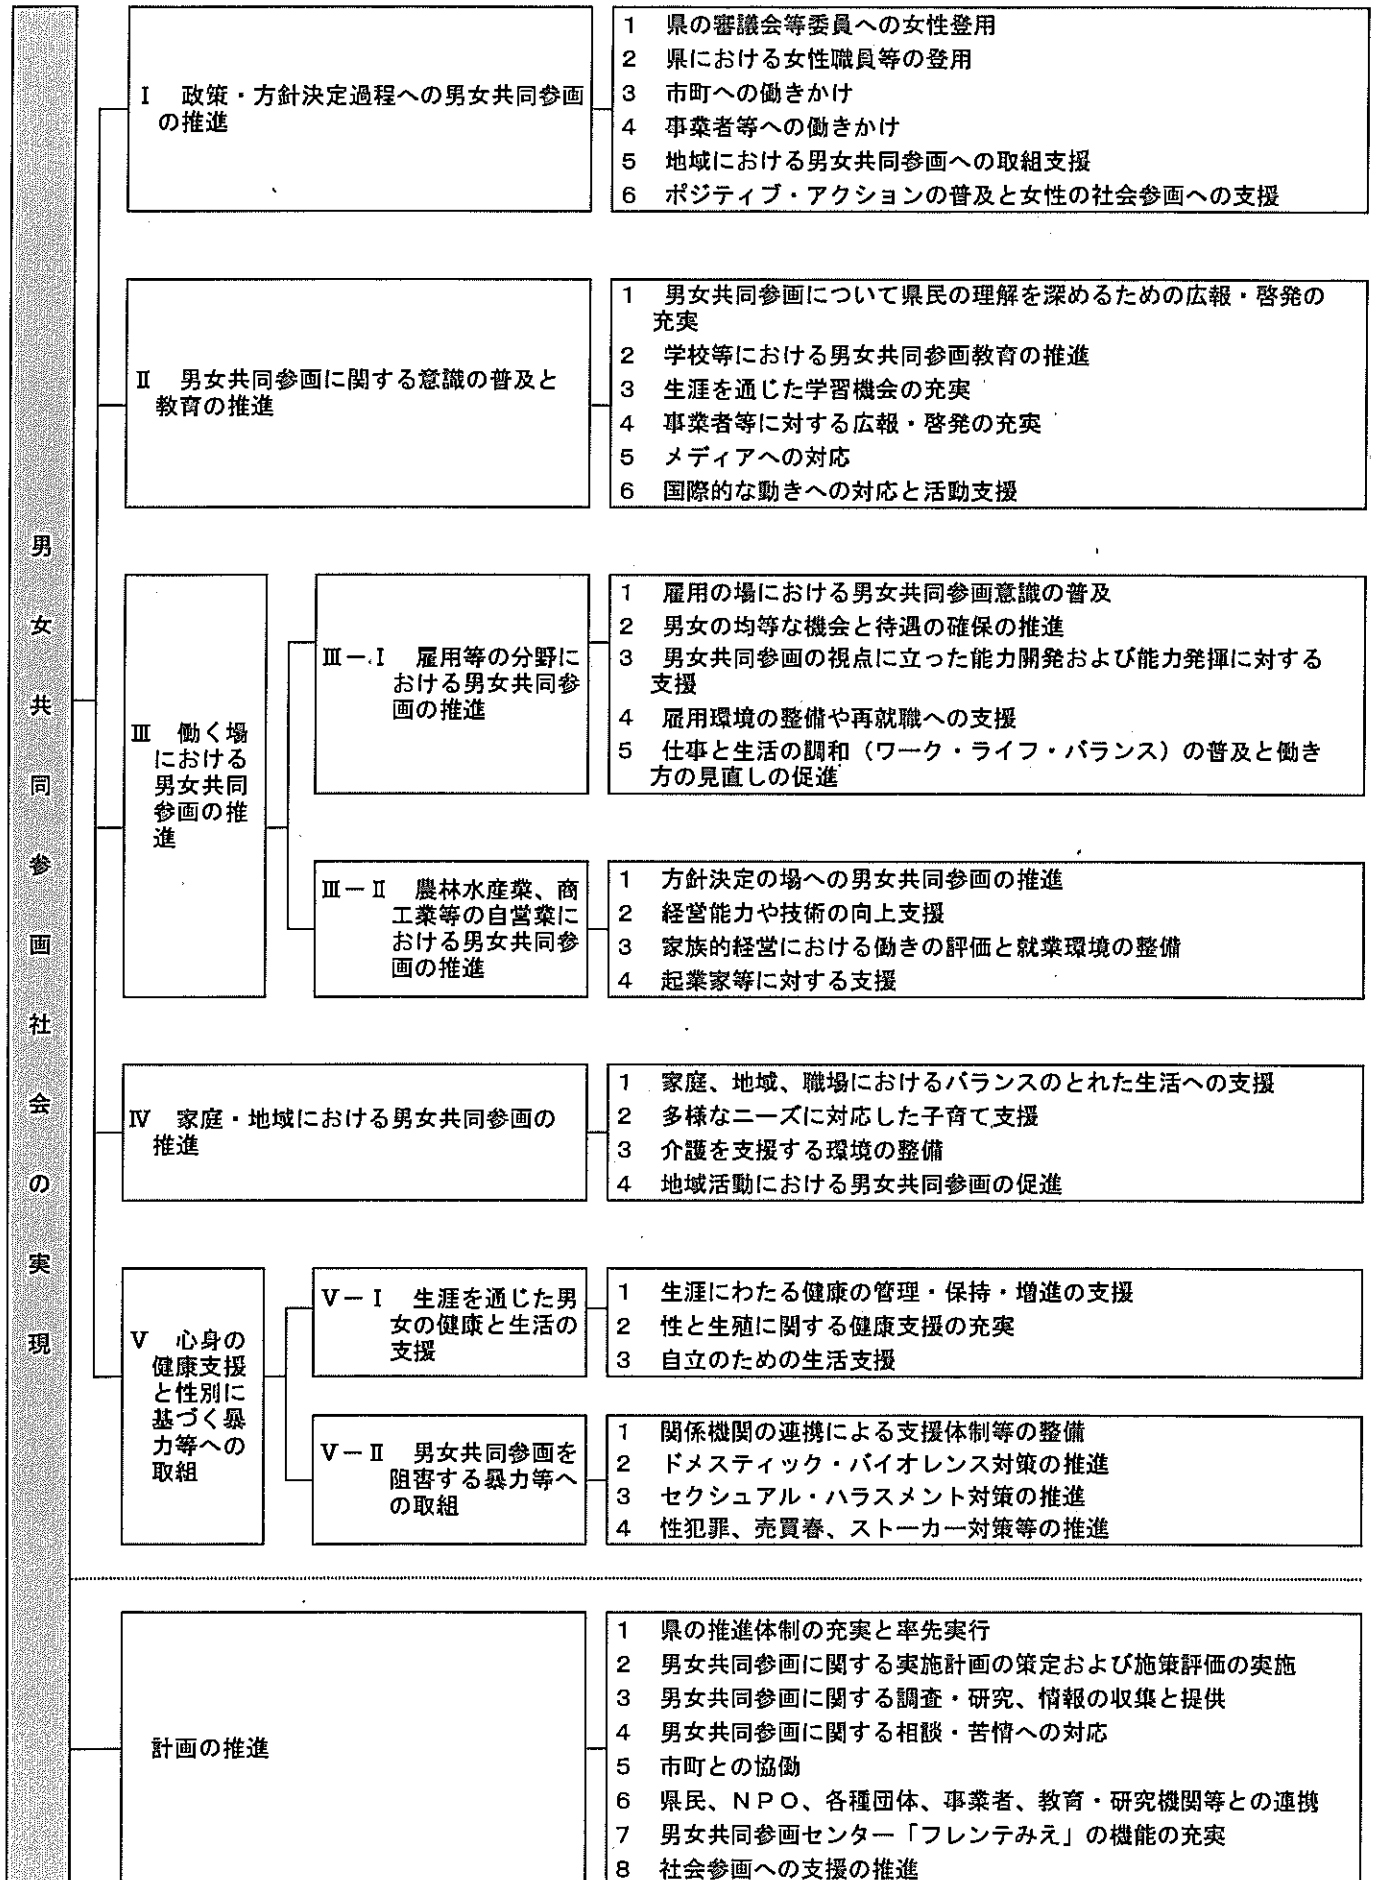 男女共同参画社会の実現
Ⅰ 政策・方針決定過程への男女共同参画
の推進
1 県の審議会等委員への女性登用
2 県における女性職員等の登用
3 市町への働きかけ
4 事業者等への働きかけ
5 地域における男女共同参画への取組支援
6 ポジティブ・アクションの普及と女性の社会参画への支援
Ⅱ 男女共同参画に関する意識の普及と
教育の推進
1 男女共同参画について県民の理解を深めるための広報・啓発の
充実
2 学校等における男女共同参画教育の推進
3 生涯を通じた学習機会の充実
4 事業者等に対する広報・啓発の充実
5 メディアへの対応
6 国際的な動きへの対応と活動支援
Ⅲ 働く場
における
男女共同
参画の推
進
Ⅲ－Ⅰ 雇用等の分野に
おける男女共同参
画の推進
1 雇用の場における男女共同参画意識の普及
2 男女の均等な機会と待遇の確保の推進
3 男女共同参画の視点に立った能力開発および能力発揮に対する
支援
4 雇用環境の整備や再就職への支援
5 仕事と生活の調和（ワーク・ライフ・バランス）の普及と働き
方の見直しの促進
Ⅲ－Ⅱ 農林水産業、商
工業等の自営業に
おける男女共同参
画の推進
1 方針決定の場への男女共同参画の推進
2 経営能力や技術の向上支援
3 家族的経営における働きの評価と就業環境の整備
4 起業家等に対する支援
Ⅳ 家庭・地域における男女共同参画の
推進
1 家庭、地域、職場におけるバランスのとれた生活への支援
2 多様なニーズに対応した子育て支援
3 介護を支援する環境の整備
4 地域活動における男女共同参画の促進
Ⅴ 心身の
健康支援
と性別に
基づく暴
力等への
取組
Ⅴ－Ⅰ 生涯を通じた男
女の健康と生活の
支援
1 生涯にわたる健康の管理・保持・増進の支援
2 性と生殖に関する健康支援の充実
3 自立のための生活支援
Ⅴ－Ⅱ 男女共同参画を
阻害する暴力等へ
の取組
1 関係機関の連携による支援体制等の整備
2 ドメスティック・バイオレンス対策の推進
3 セクシュアル・ハラスメント対策の推進
4 性犯罪、売買春、ストーカー対策等の推進
計画の推進
1 県の推進体制の充実と率先実行
2 男女共同参画に関する実施計画の策定および施策評価の実施
3 男女共同参画に関する調査・研究、情報の収集と提供
4 男女共同参画に関する相談・苦情への対応
5 市町との協働
6 県民、ＮＰＯ、各種団体、事業者、教育・研究機関等との連携
7 男女共同参画センター「フレンテみえ」の機能の充実
8 社会参画への支援の推進